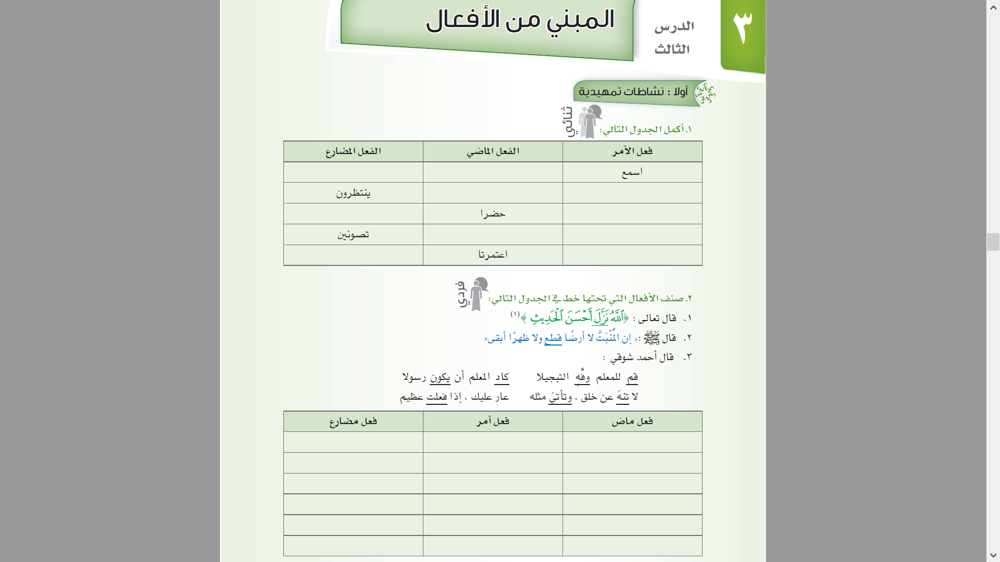 ٣
الدرس
الثالث
المبني من الأفعال
أولا : نشاطات تمهيدية
١. أكمل الجدول التالي:
ثنائي
فعل الأمر الفعل الماضي الفعل المضارع
اسمع
ينتظرون
حضرا
تصونين
اعتمرتا
٢. صنف الأفعال التي تحتها خط في الجدول التالي:
فردي
١. قال تعالى : ﴿ٱللَّهُ نَزَّلَ أَحۡسَنَ ٱلۡحَدِيثِ ﴾(١)
٢. قال ﷺ :« إن المُنْبَتَّ لا أرضًا قطع ولا ظهرًا أبقى»
٣. قال أحمد شوقي :
قم للمعلم وفِّهِ التبجيلا كاد المعلم أن يكون رسولا
لا تنهَ عن خلق ، وتأتيَ مثله عار عليك ، إذا فعلت عظيم
فعل ماض فعل أمر فعل مضارع